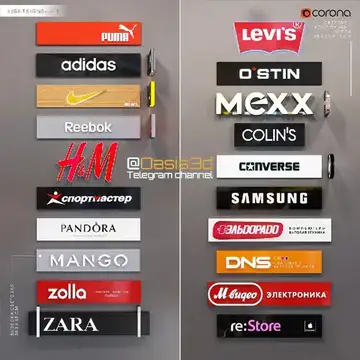 PUMA
adidas
Reebok
H&M
спортмастер
PANDÖRA
MANGO
zolla
ZARA
@Oasis3d
Telegram channel
corona
LEVI'S
O'STIN
mexx
COLIN'S
CONVERSE
SAMSUNG
ЭЛЬДОРАДО
DNS
М.видео ЭЛЕКТРОНИКА
re:Store